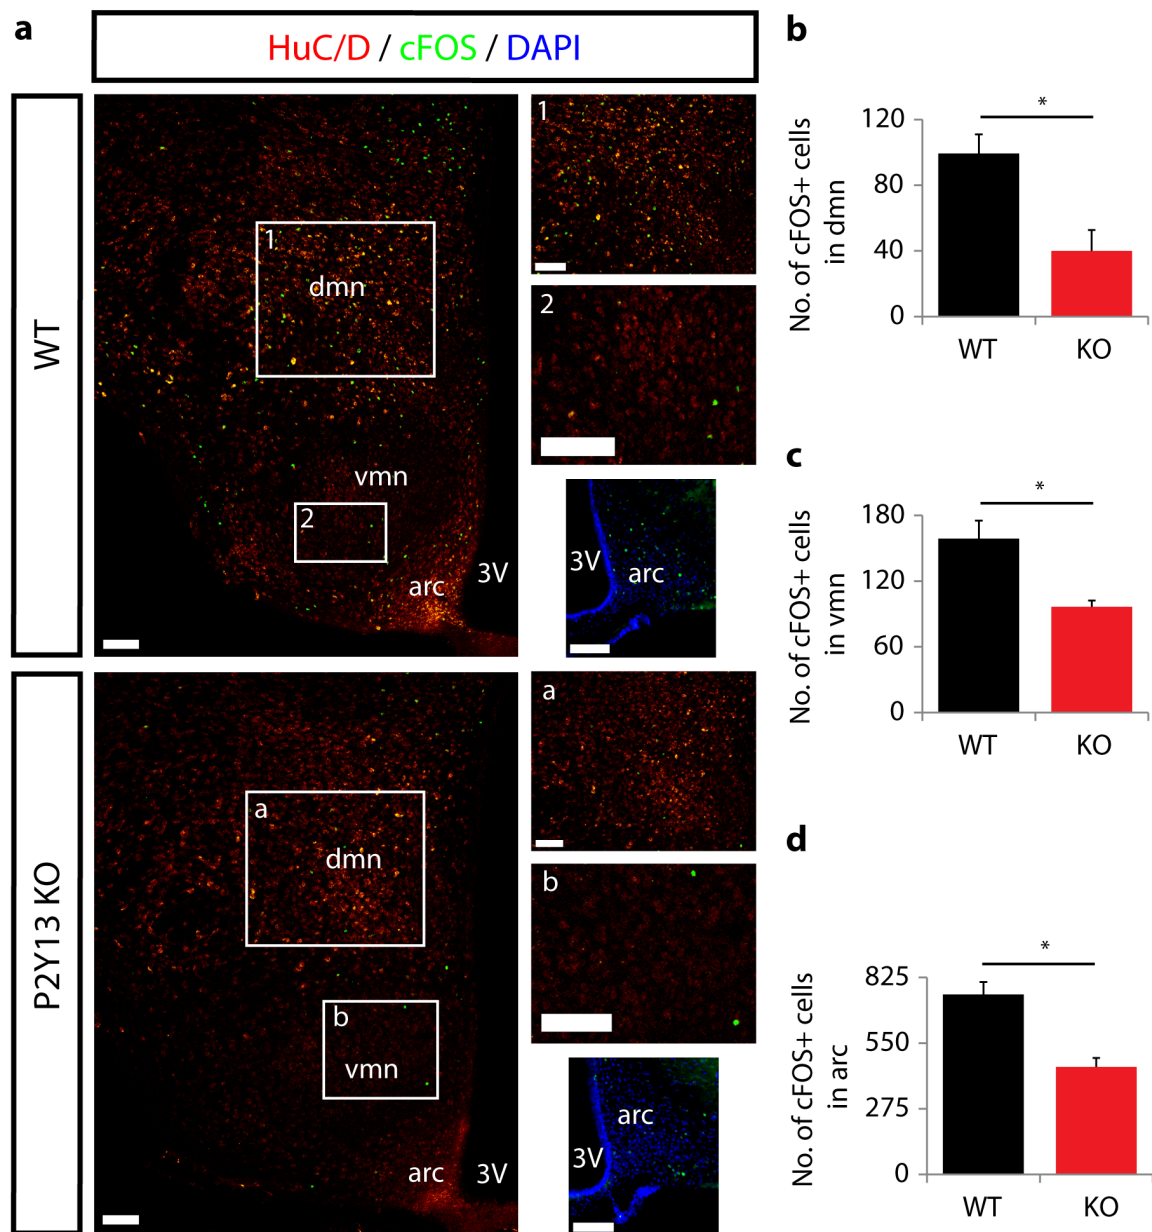 a
HuC/D / cFOS / DAPI
WT
1
dmn
vmn
2
arc
3V
1
2
3V
arc
P2Y13 KO
a
dmn
b
vmn
arc
3V
a
b
arc
3V
b
*
No. of cFOS+ cells
in dmn
120
80
40
0
WT KO
c
*
No. of cFOS+ cells
in vmn
180
120
60
0
WT KO
d
*
No. of cFOS+ cells
in arc
825
550
275
0
WT KO